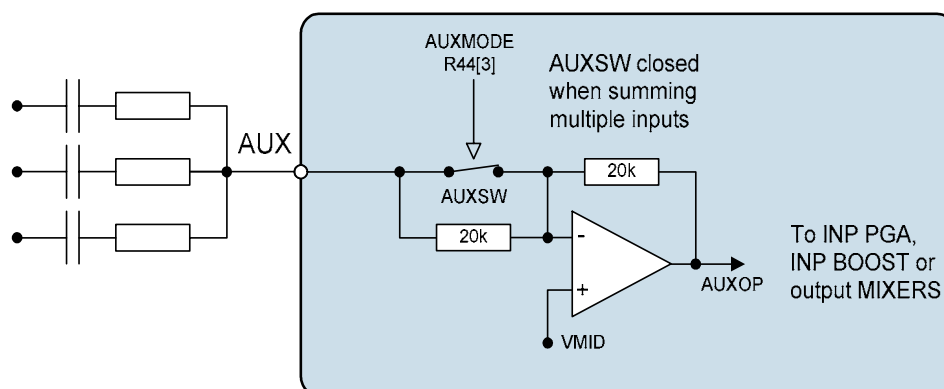 AUXMODE
R44[3]
AUXSW closed
when summing
multiple inputs
AUX
AUXSW
20k
20k
-
+
AUXOP
VMID
To INP PGA,
INP BOOST or
output MIXERS